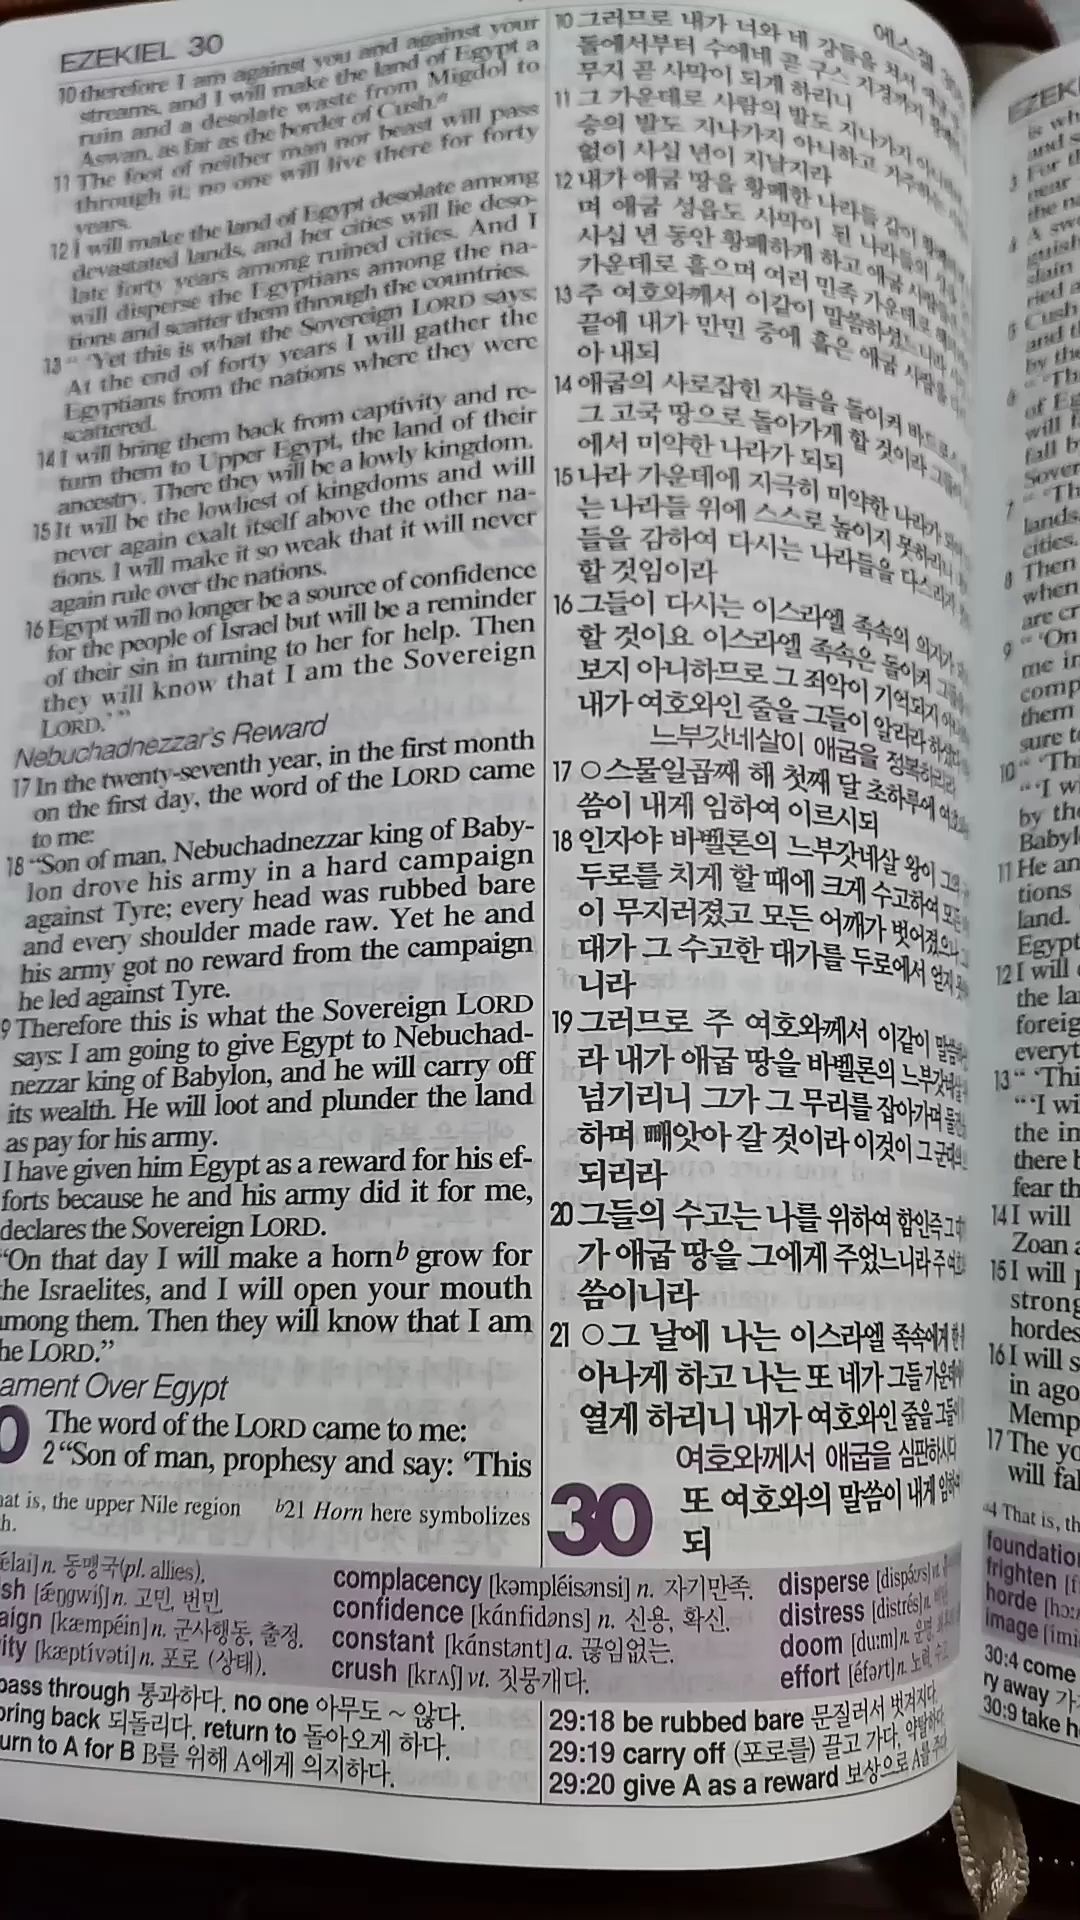 EZEKIEL 30
10 therefore I am against you and against your
streams, and I will make the land of Egypt a
ruin and a desolate waste from Migdol to
Aswan, as far as the border of Cush.a
11 The foot of neither man nor beast will pass
through it; no one will live there for forty
years.
12 I will make the land of Egypt desolate among
devastated lands, and her cities will lie deso-
late forty years among ruined cities. And I
will disperse the Egyptians among the na-
tions and scatter them through the countries.
13 “ ‘Yet this is what the Sovereign LORD says:
At the end of forty years I will gather the
Egyptians from the nations where they were
scattered.
14 I will bring them back from captivity and re-
turn them to Upper Egypt, the land of their
ancestry. There they will be a lowly kingdom.
15 It will be the lowliest of kingdoms and will
never again exalt itself above the other na-
tions. I will make it so weak that it will never
again rule over the nations.
16 Egypt will no longer be a source of confidence
for the people of Israel but will be a reminder
of their sin in turning to her for help. Then
they will know that I am the Sovereign
LORD.’ ”
Nebuchadnezzar's Reward
17 In the twenty-seventh year, in the first month
on the first day, the word of the LORD came
to me:
18 “Son of man, Nebuchadnezzar king of Baby-
lon drove his army in a hard campaign
against Tyre; every head was rubbed bare
and every shoulder made raw. Yet he and
his army got no reward from the campaign
he led against Tyre.
9 Therefore this is what the Sovereign LORD
says: I am going to give Egypt to Nebuchad-
nezzar king of Babylon, and he will carry off
its wealth. He will loot and plunder the land
as pay for his army.
I have given him Egypt as a reward for his ef-
forts because he and his army did it for me,
declares the Sovereign LORD.
“On that day I will make a horn b grow for
the Israelites, and I will open your mouth
among them. Then they will know that I am
he LORD.”
ament Over Egypt
0 The word of the LORD came to me:
2 “Son of man, prophesy and say: ‘This
hat is, the upper Nile region b21 Horn here symbolizes
h.
에스겔
10 그러므로 내가 너와 네 강들을 쳐서 애굽
돌에서부터 수에네 곧 구스 지경까지
무지 곧 사막이 되게 하리니
11 그 가운데로 사람의 발도 지나가지 아니하며
승의 발도 지나가지 아니하고 거주하는
없이 사십 년이 지날지라
12 내가 애굽 땅을 황폐한 나라들 같이
며 애굽 성읍도 사막이 된 나라들의
사십 년 동안 황폐하게 하고 애굽 사람들을
가운데로 흩으며 여러 민족 가운데로
13 주 여호와께서 이같이 말씀하셨느니라
끝에 내가 만민 중에 흩은 애굽 사람을
아 내되
14 애굽의 사로잡힌 자들을 돌이켜 바드로스
그 고국 땅으로 돌아가게 할 것이라 그들이
에서 미약한 나라가 되되
15 나라 가운데에 지극히 미약한 나라가 되어
는 나라들 위에 스스로 높이지 못하리니
들을 감하여 다시는 나라들을 다스리지
할 것임이라
16 그들이 다시는 이스라엘 족속의 의지가
할 것이요 이스라엘 족속은 돌이켜
보지 아니하므로 그 죄악이 기억되지
내가 여호와인 줄을 그들이 알리라 하셨다
느부갓네살이 애굽을 정복하리라
17 ○스물일곱째 해 첫째 달 초하루에
씀이 내게 임하여 이르시되
18 인자야 바벨론의 느부갓네살 왕이 그의
두로를 치게 할 때에 크게 수고하여 모든
이 무지러졌고 모든 어깨가 벗어졌으나
대가 그 수고한 대가를 두로에서 얻지
니라
19 그러므로 주 여호와께서 이같이
라 내가 애굽 땅을 바벨론의 느부갓네살
넘기리니 그가 그 무리를 잡아가며
하며 빼앗아 갈 것이라 이것이 그 군대의
되리라
20 그들의 수고는 나를 위하여 함인즉 그
가 애굽 땅을 그에게 주었느니라 주
씀이니라
21 ○그 날에 나는 이스라엘 족속에게 한
아나게 하고 나는 또 네가 그들 가운데에
열게 하리니 내가 여호와인 줄을 그들이
여호와께서 애굽을 심판하시다
30 또 여호와의 말씀이 내게
되
élai] n. 동맹국(pl. allies).
sh [ǽŋgwiʃ] n. 고민, 번민
aign [kæmpéin] n. 군사행동, 출정.
ity [kæptívəti] n. 포로 (상태).
complacency [kəmpléisənsi] n. 자기만족.
confidence [kánfidəns] n. 신용, 확신.
constant [kánstənt] a. 끊임없는.
crush [krʌʃ] vt. 짓뭉개다.
disperse [dispə́ːrs] vt.
distress [distrés] n.
doom [duːm] n. 운명
effort [éfərt] n. 노력
pass through 통과하다. no one 아무도 ~ 않다.
bring back 되돌리다. return to 돌아오게 하다.
urn to A for B B를 위해 A에게 의지하다.
29:18 be rubbed bare 문질러서 벗겨지다.
29:19 carry off (포로를) 끌고 가다, 약탈하다.
29:20 give A as a reward 보상으로 A를 주다.
EZEKI
is wh
and s
3 For th
near
the n
4 A sw
guish
slain
ried a
5 Cush
and t
by the
6 “ ‘Th
of Eg
will f
fall b
Sover
7 “ ‘Th
lands
cities.
8 Then
when
are cr
9 “ ‘On
me in
comp
them
sure to
10 “ ‘Th
“ ‘I w
by the
Babyl
11 He an
tions
land.
Egypt
12 I will
the la
foreig
everyt
13 “ ‘Thi
“ ‘I wi
the in
there b
fear th
14 I will
Zoan a
15 I will p
strong
hordes
16 I will s
in ago
Memp
17 The yo
will fal
a4 That is, th
foundation
frighten [f
horde [hɔː
image [ími
30:4 come
ry away 가
30:9 take h